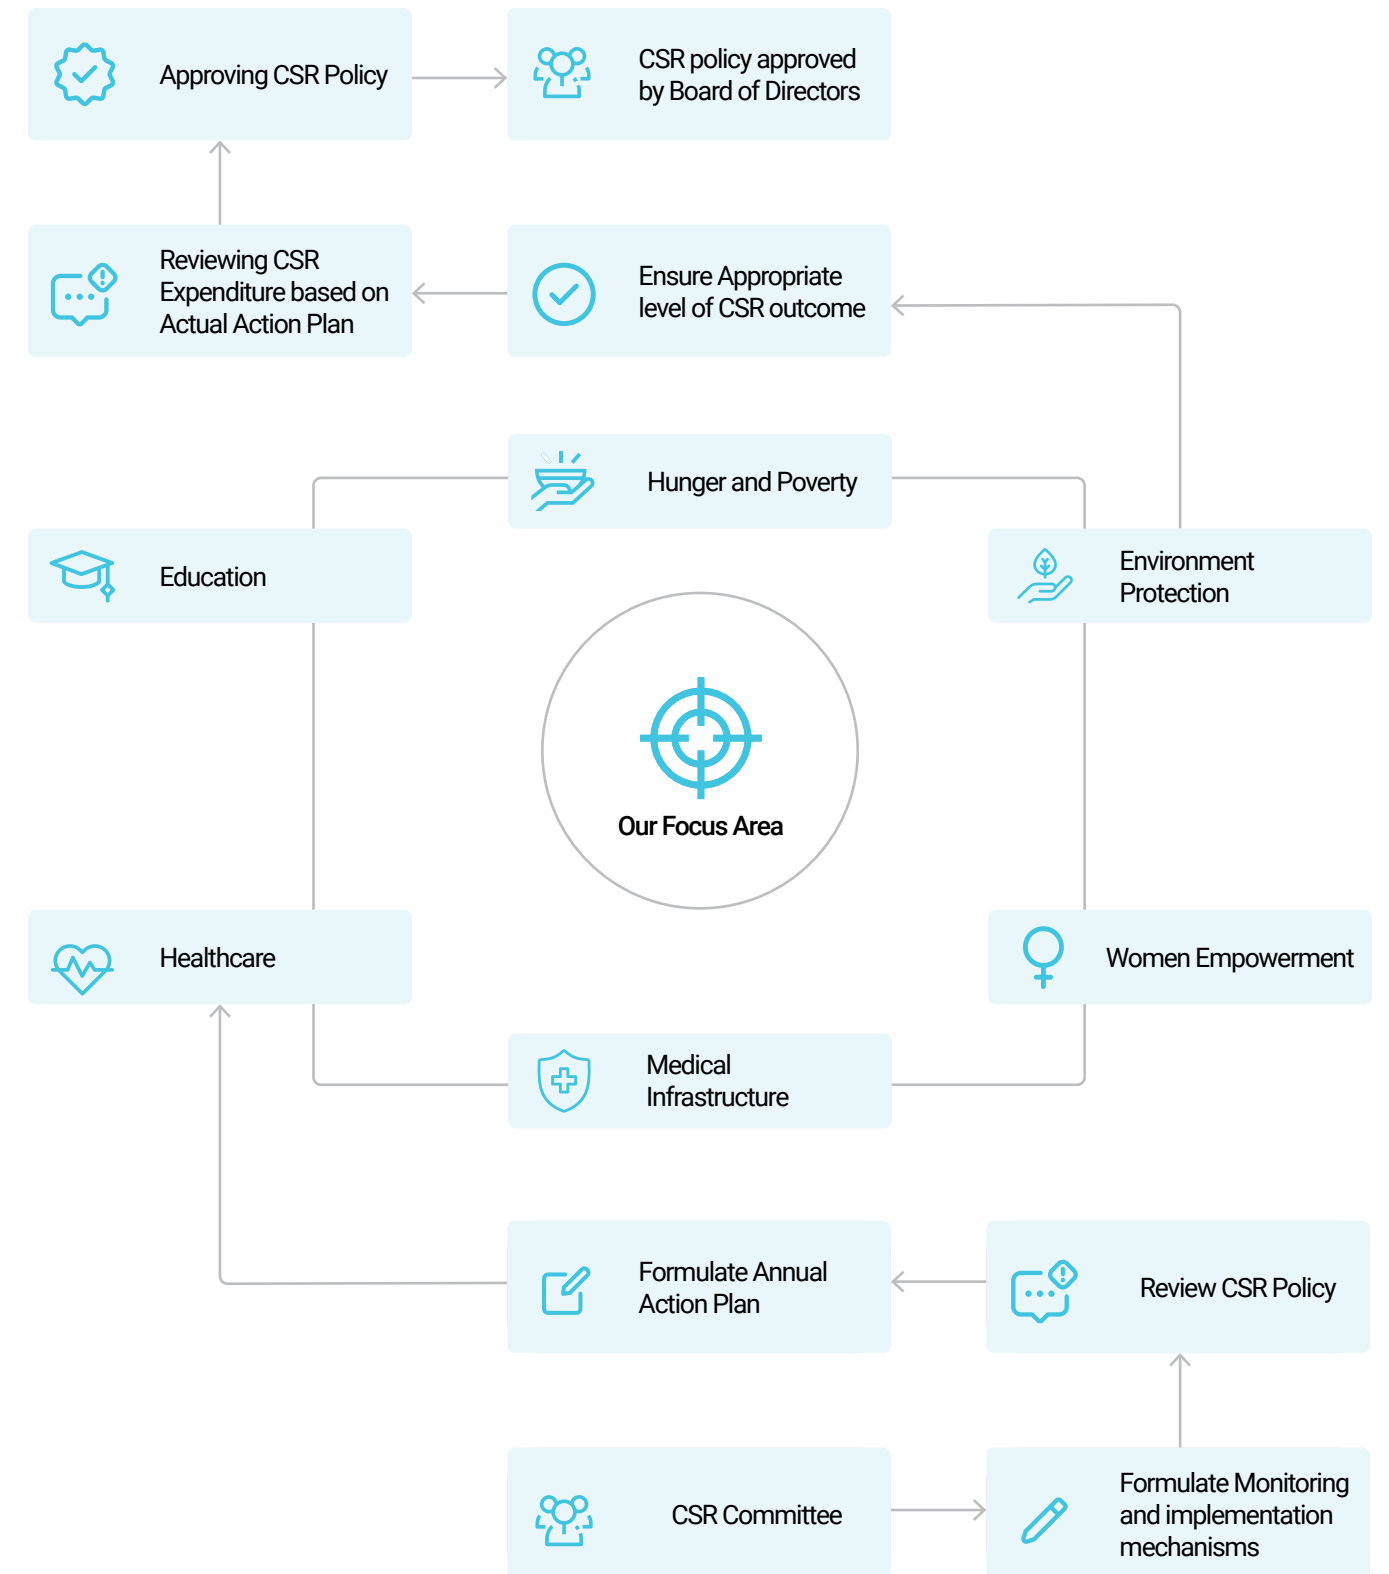 Approving CSR Policy
CSR policy approved
by Board of Directors
Reviewing CSR
Expenditure based on
Actual Action Plan
Ensure Appropriate
level of CSR outcome
Hunger and Poverty
Education
Environment
Protection
Our Focus Area
Healthcare
Women Empowerment
Medical
Infrastructure
Formulate Annual
Action Plan
Review CSR Policy
CSR Committee
Formulate Monitoring
and implementation
mechanisms